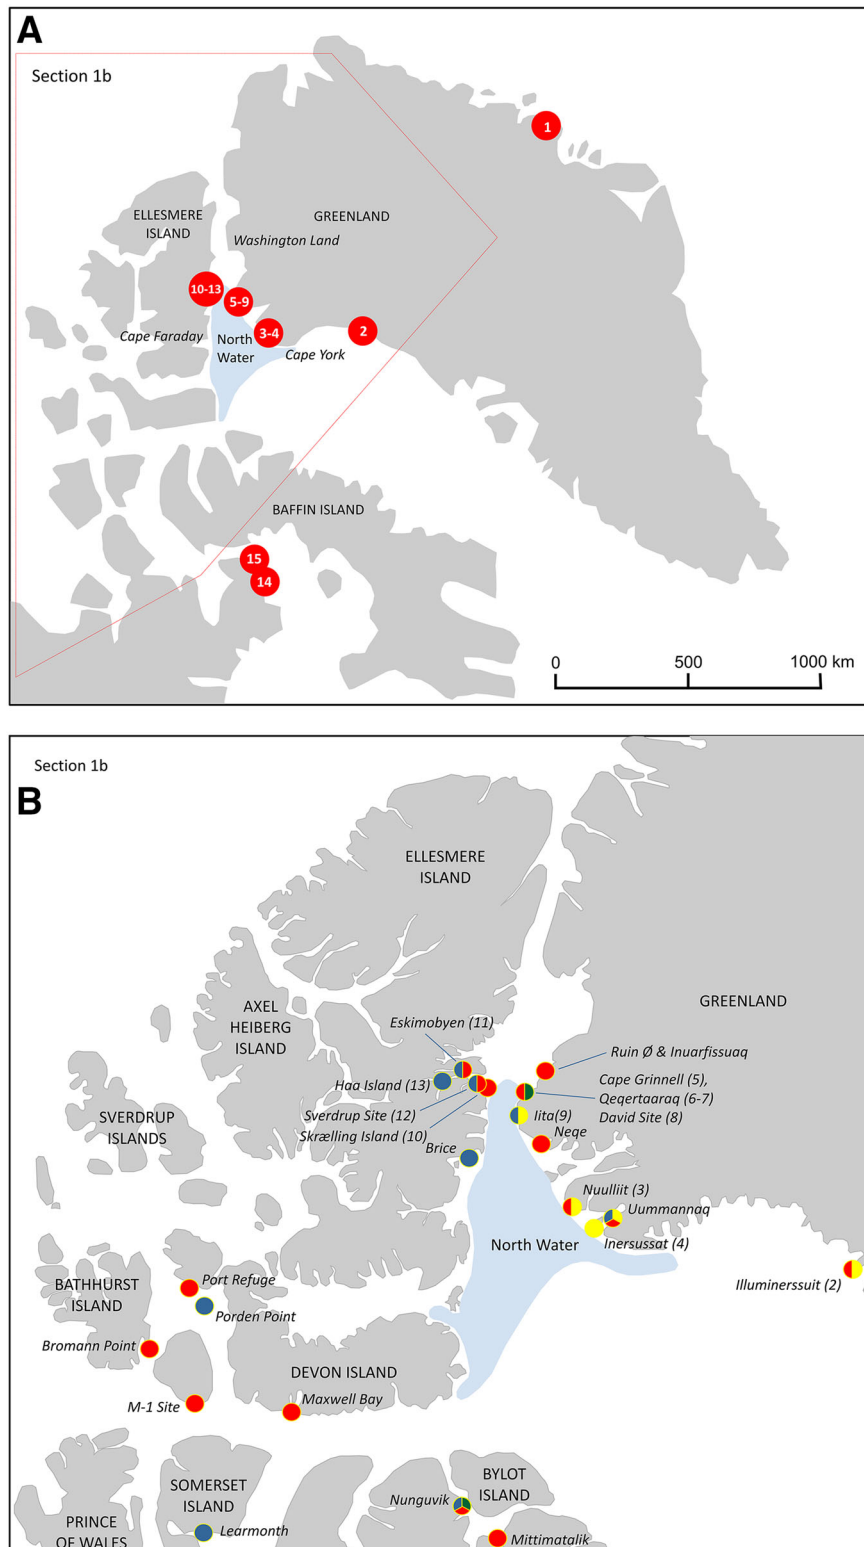 A
Section 1b
1
ELLESMERE
ISLAND
GREENLAND
Washington Land
10-13
5-9
3-4
2
Cape Faraday
North
Water
Cape York
BAFFIN ISLAND
15
14
0
500
1000 km
Section 1b
B
ELLESMERE
ISLAND
AXEL
HEIBERG
ISLAND
GREENLAND
Eskimobyen (11)
Ruin Ø & Inuarfissuaq
Haa Island (13)
Cape Grinnell (5),
Qeqertaaraq (6-7)
David Site (8)
SVERDRUP
ISLANDS
Sverdrup Site (12)
Iita(9)
Skrælling Island (10)
Neqe
Brice
Nuulliit (3)
Uummannaq
North Water
Inersussat (4)
BATHHURST
ISLAND
Port Refuge
Illuminerssuit (2)
Porden Point
Bromann Point
DEVON ISLAND
M-1 Site
Maxwell Bay
SOMERSET
ISLAND
BYLOT
ISLAND
Nunguvik
PRINCE
OF WALES
Learmonth
Mittimatalik